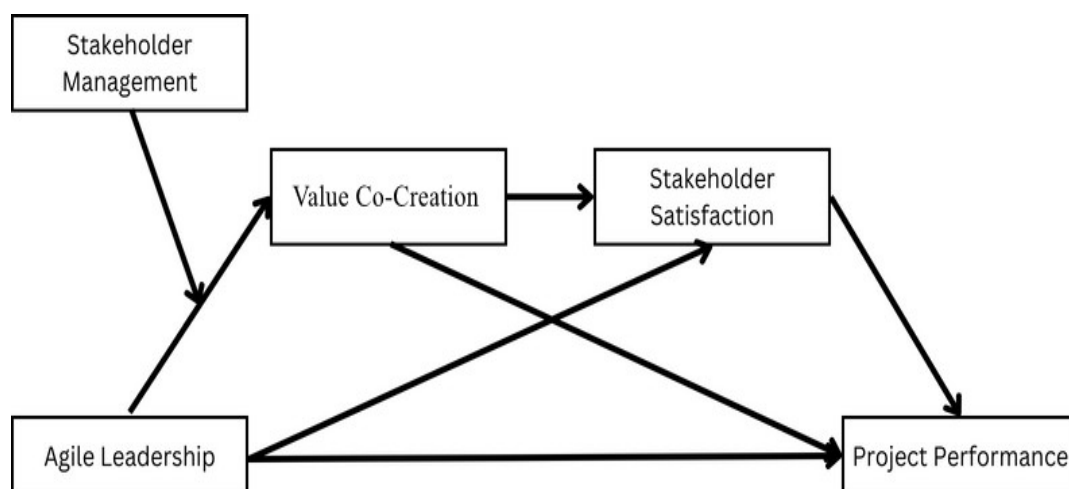 Stakeholder
Management
Value Co-Creation
Stakeholder
Satisfaction
Agile Leadership
Project Performance